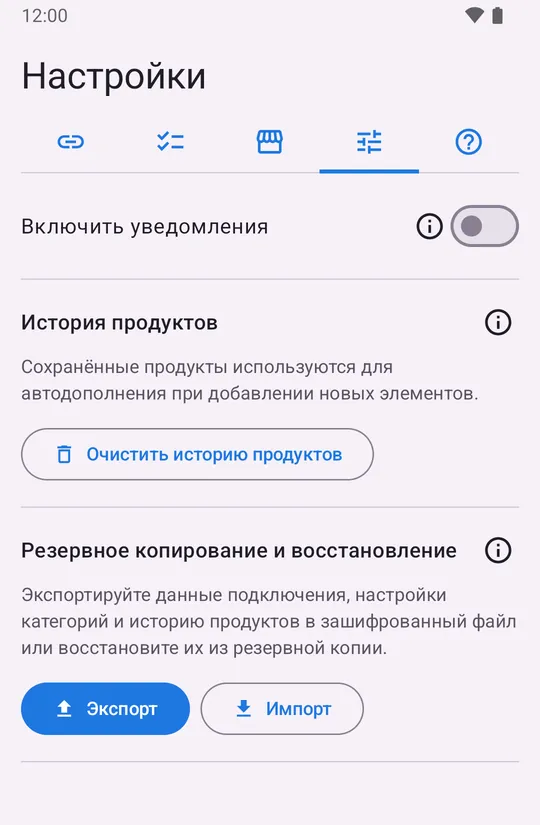 12:00
Настройки
Включить уведомления
История продуктов
Сохранённые продукты используются для
автодополнения при добавлении новых элементов.
Очистить историю продуктов
Резервное копирование и восстановление
Экспортируйте данные подключения, настройки
категорий и историю продуктов в зашифрованный файл
или восстановите их из резервной копии.
Экспорт
Импорт